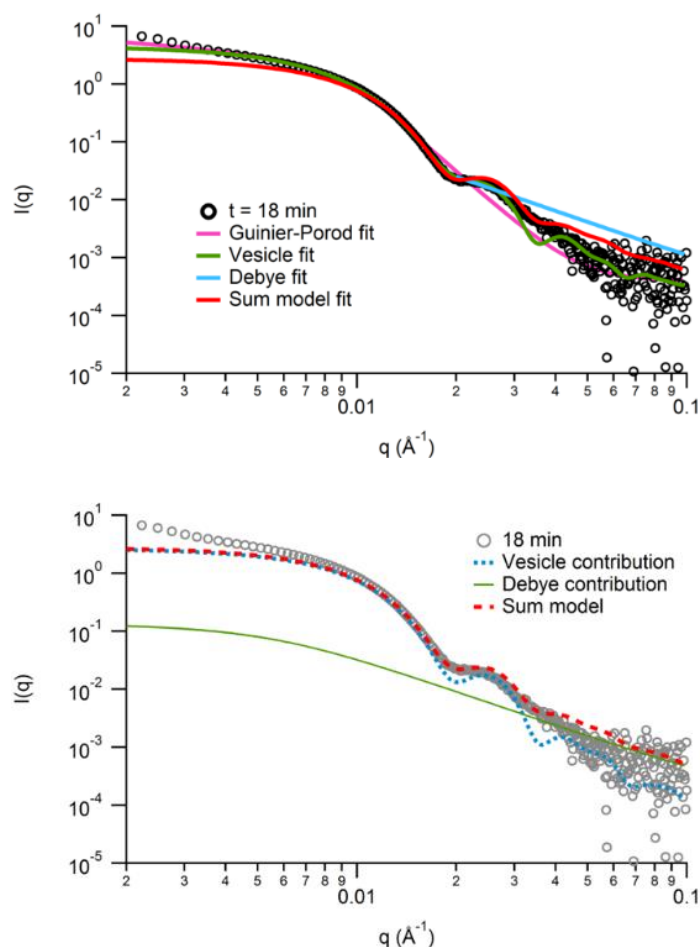 10^1
10^0
10^-1
10^-2
10^-3
10^-4
10^-5
I(q)
t = 18 min
Guinier-Porod fit
Vesicle fit
Debye fit
Sum model fit
2 3 4 5 6 7 8 9 0.01 2 3 4 5 6 7 8 9 0.1
q (Å^-1)
10^1
10^0
10^-1
10^-2
10^-3
10^-4
10^-5
I(q)
18 min
Vesicle contribution
Debye contribution
Sum model
2 3 4 5 6 7 8 9 0.01 2 3 4 5 6 7 8 9 0.1
q (Å^-1)